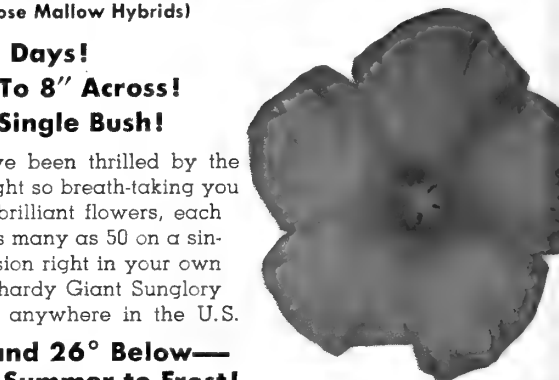 ose Mallow Hybrids)
Days!
To 8″ Across!
Single Bush!
ve been thrilled by the
ght so breath-taking you
brilliant flowers, each
s many as 50 on a sin-
sion right in your own
hardy Giant Sunglory
anywhere in the U.S.
and 26° Below—
Summer to Frost!